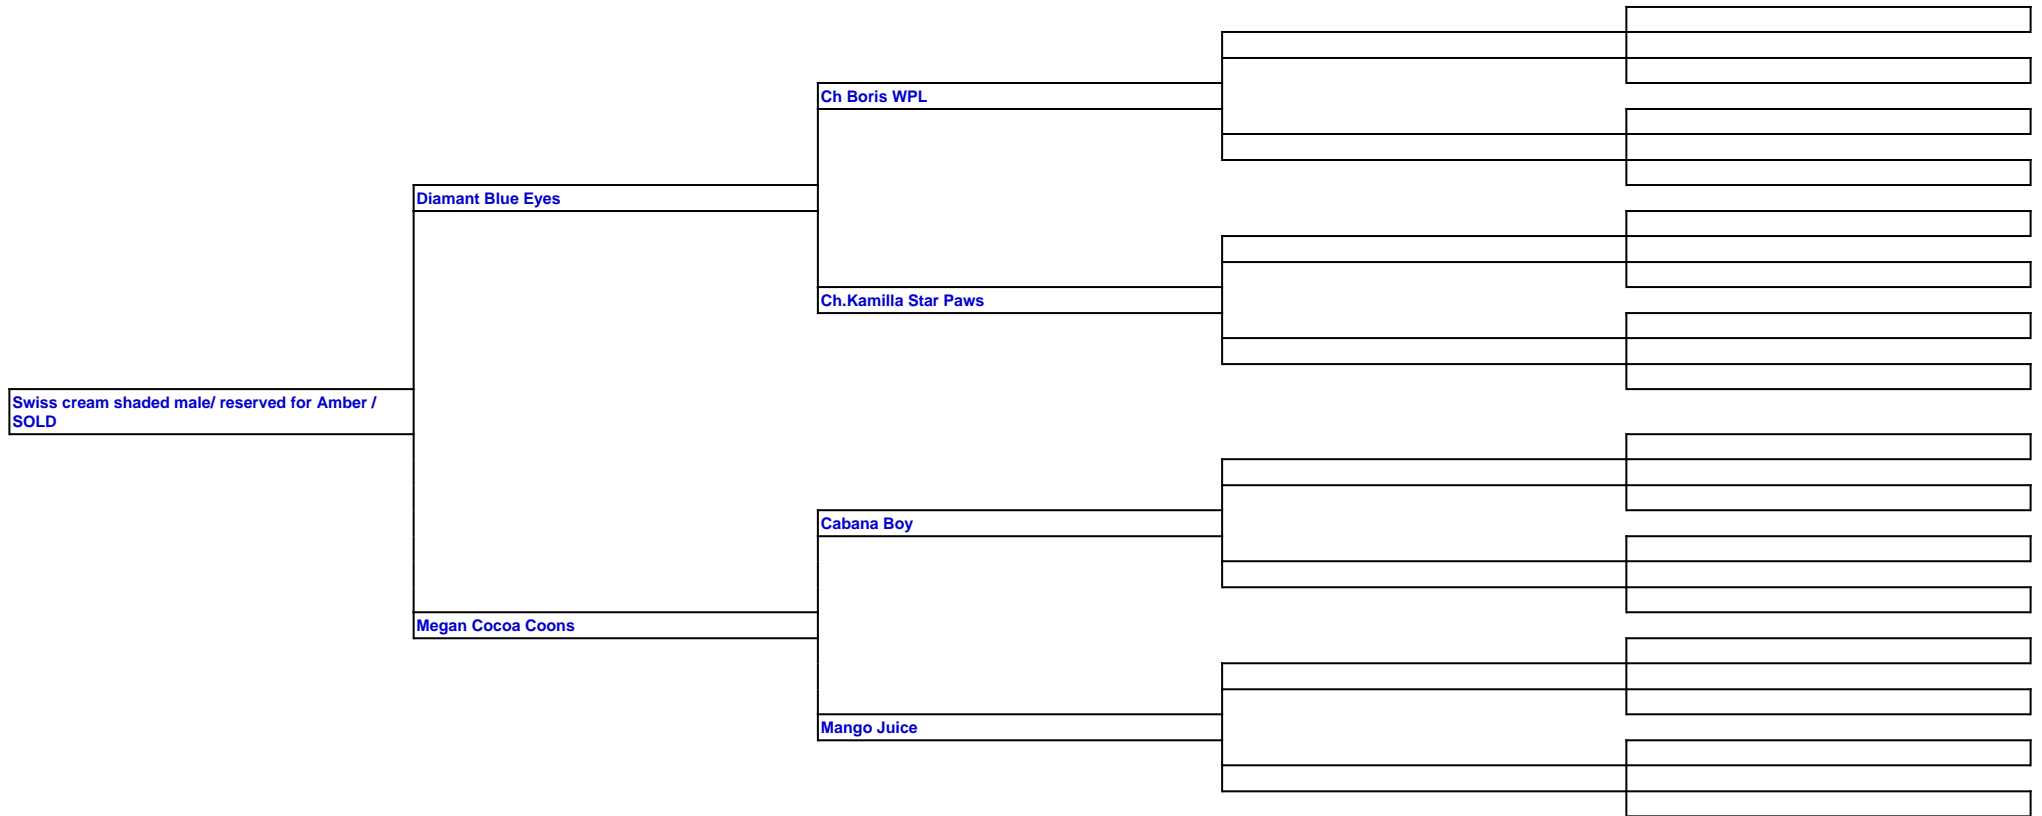 Ch Boris WPL
Diamant Blue Eyes
Ch.Kamilla Star Paws
Swiss cream shaded male/ reserved for Amber /
SOLD
Cabana Boy
Megan Cocoa Coons
Mango Juice